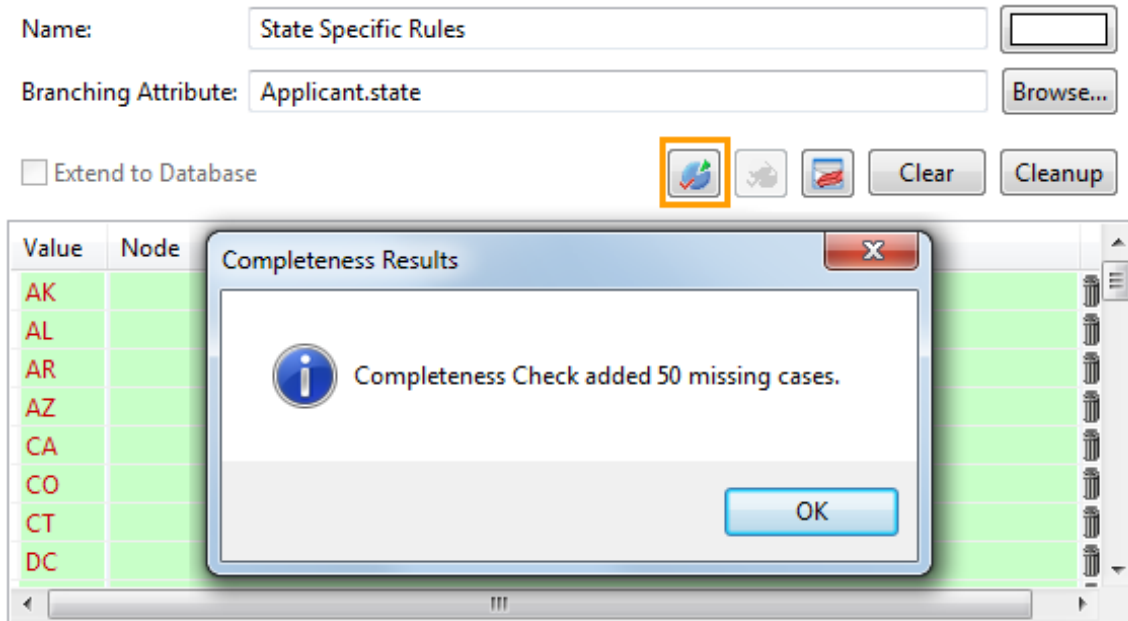 Name: State Specific Rules
Branching Attribute: Applicant.state Browse...
Extend to Database Clear Cleanup
Value Node
Completeness Results
AK
AL
AR
Completeness Check added 50 missing cases.
AZ
CA
CO
CT
OK
DC